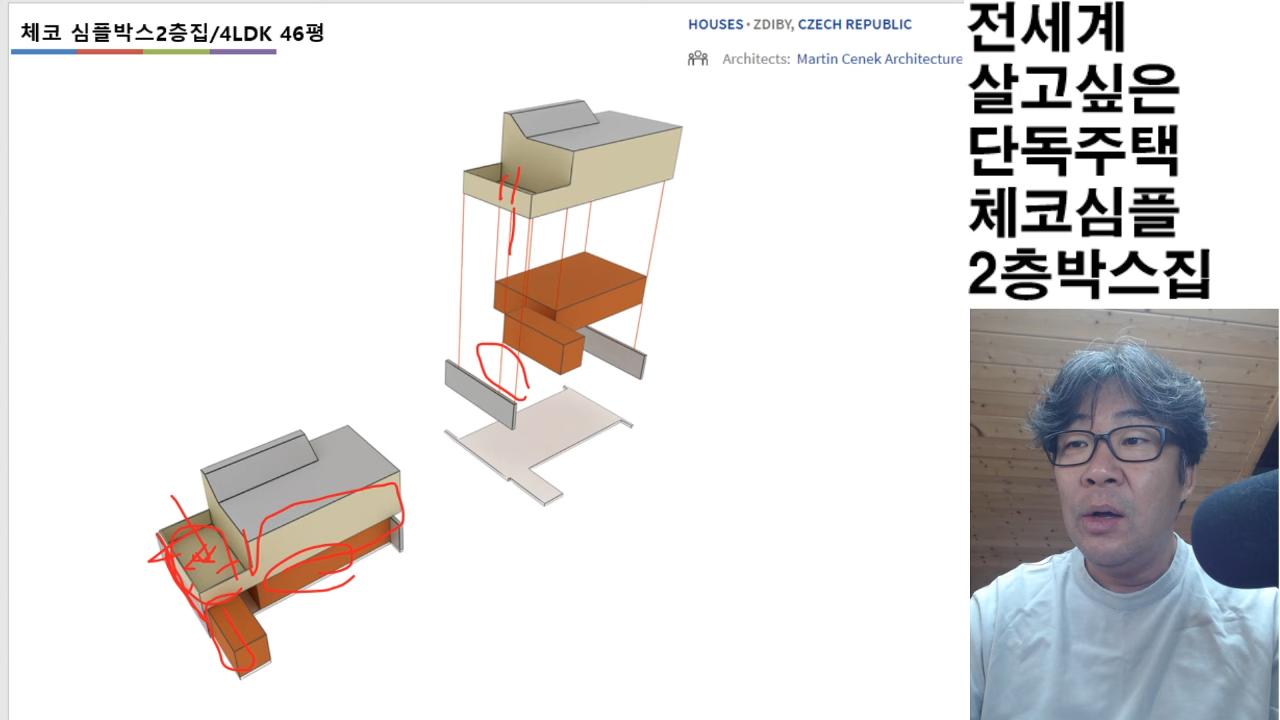 체코 심플박스2층집/4LDK 46평
HOUSES • ZDIBY, CZECH REPUBLIC
Architects: Martin Cenek Architecture
전세계
살고싶은
단독주택
체코심플
2층박스집